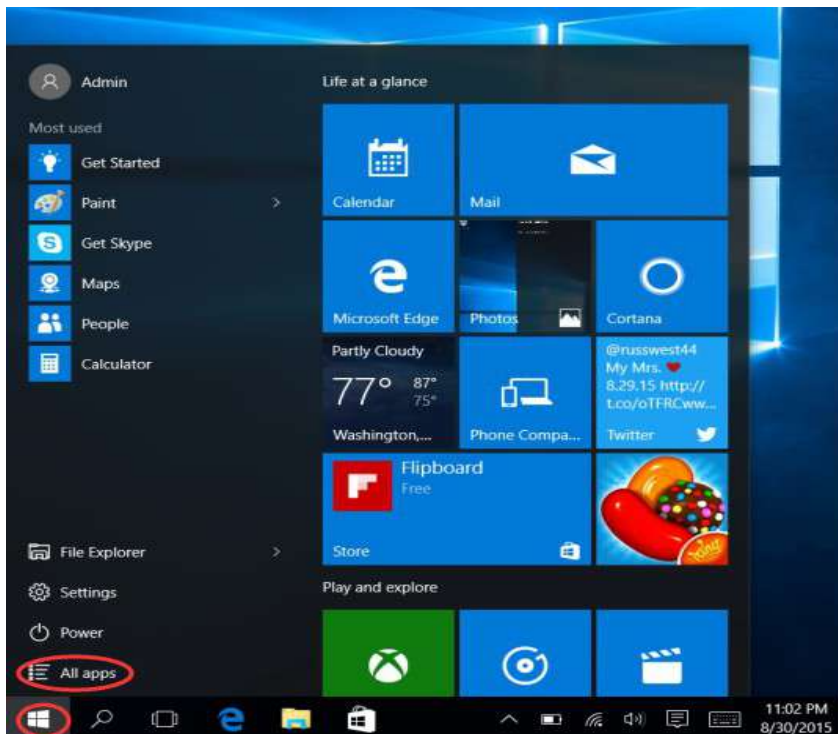 Admin
Most used
Get Started
Paint
Get Skype
Maps
People
Calculator
File Explorer
Settings
Power
All apps
Life at a glance
Calendar
Mail
Microsoft Edge
Photos
Cortana
Partly Cloudy
77° 87°
75°
Washington,...
Phone Compa...
@russwest44
My Mrs. ❤
8.29.15 http://
t.co/oTFRCww...
Twitter
Flipboard
Free
Store
King
Play and explore
11:02 PM
8/30/2015